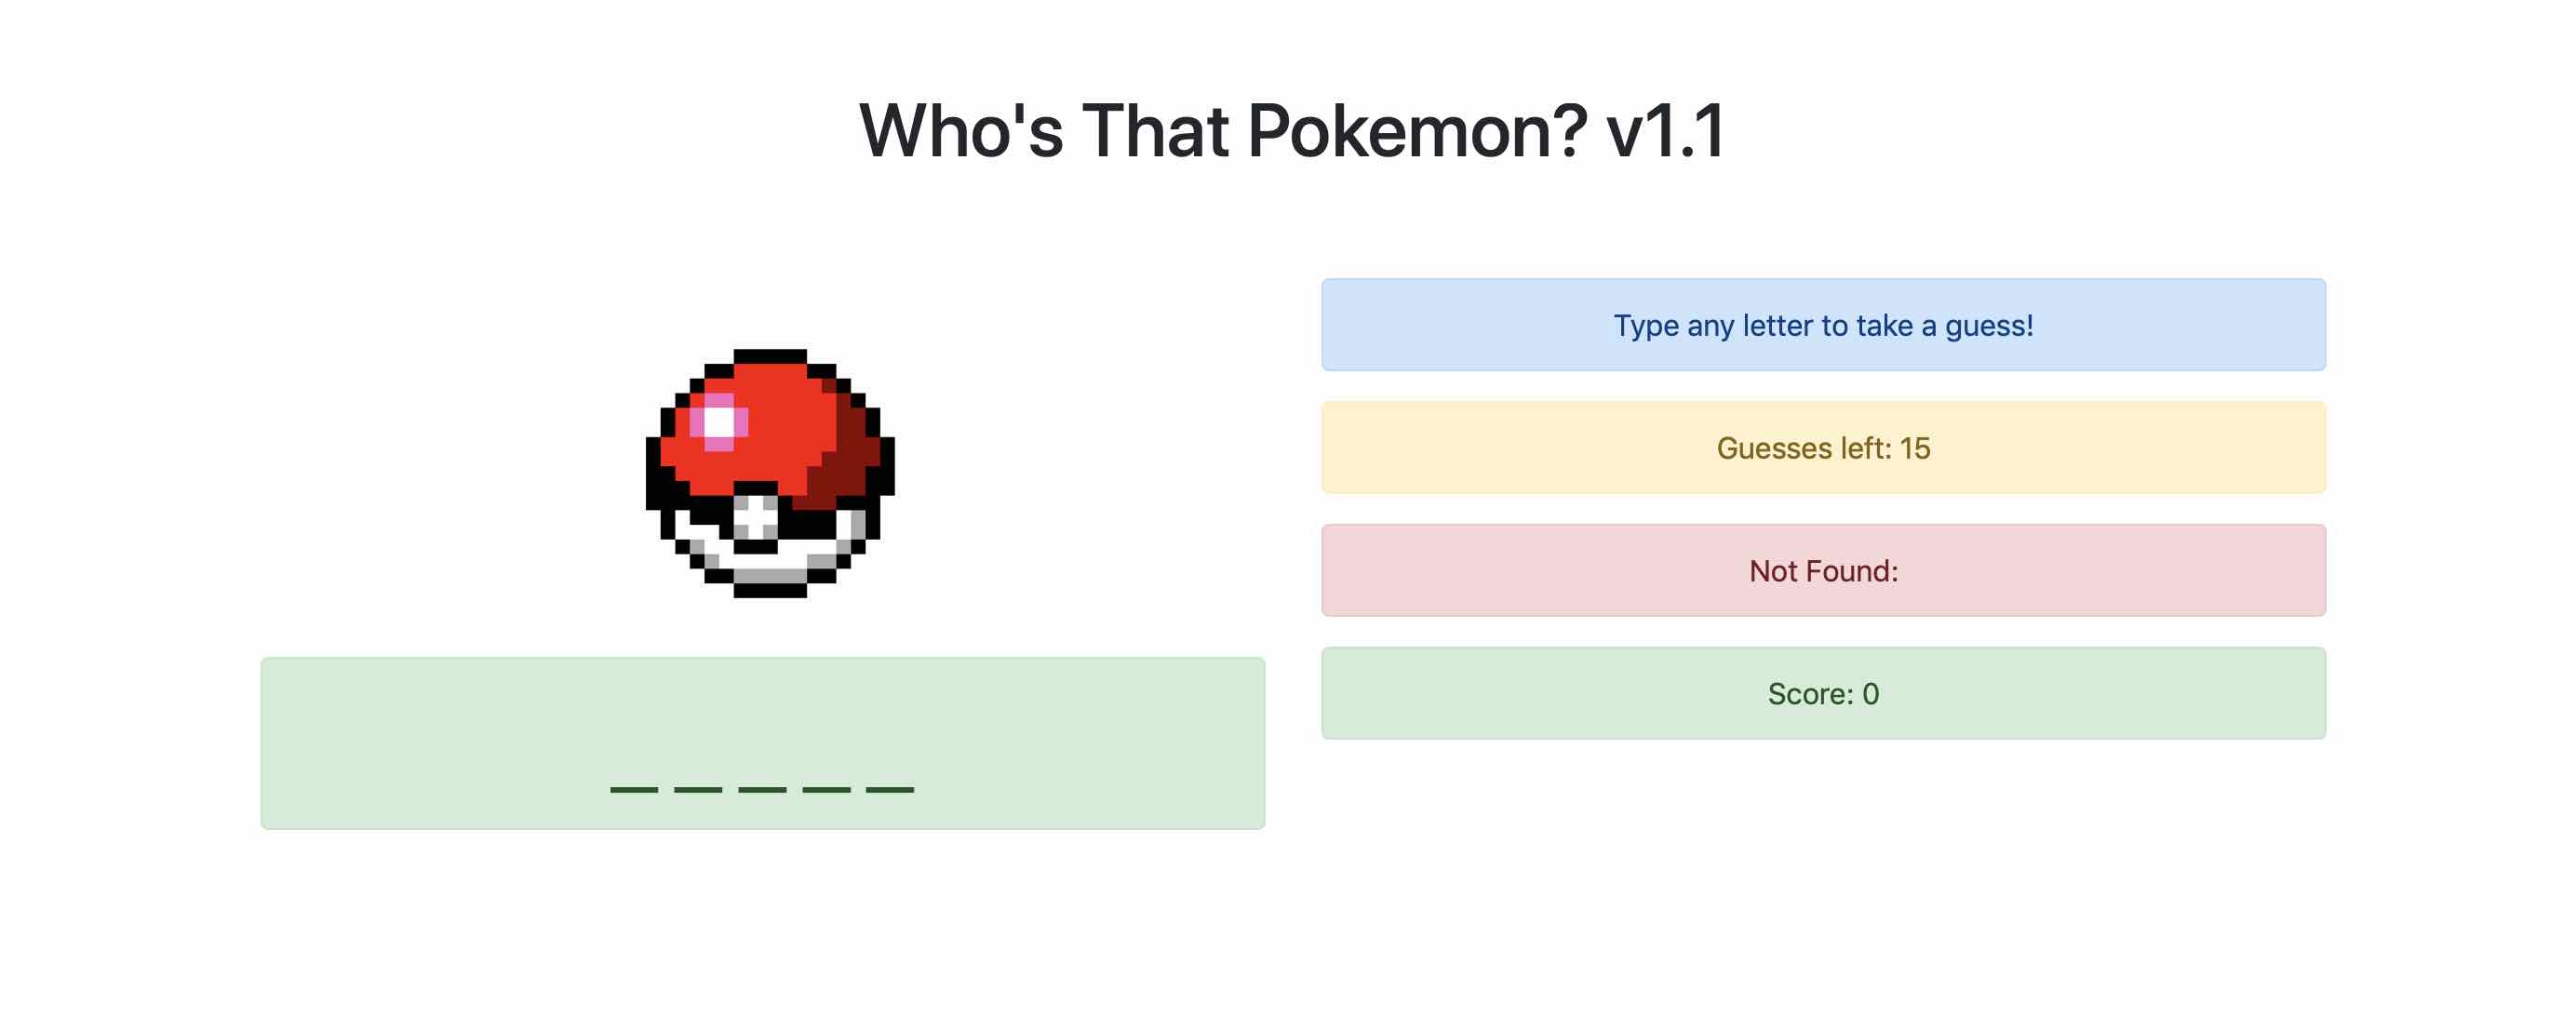 Who's That Pokemon? v1.1
Type any letter to take a guess!
Guesses left: 15
Not Found:
Score: 0
_ _ _ _ _